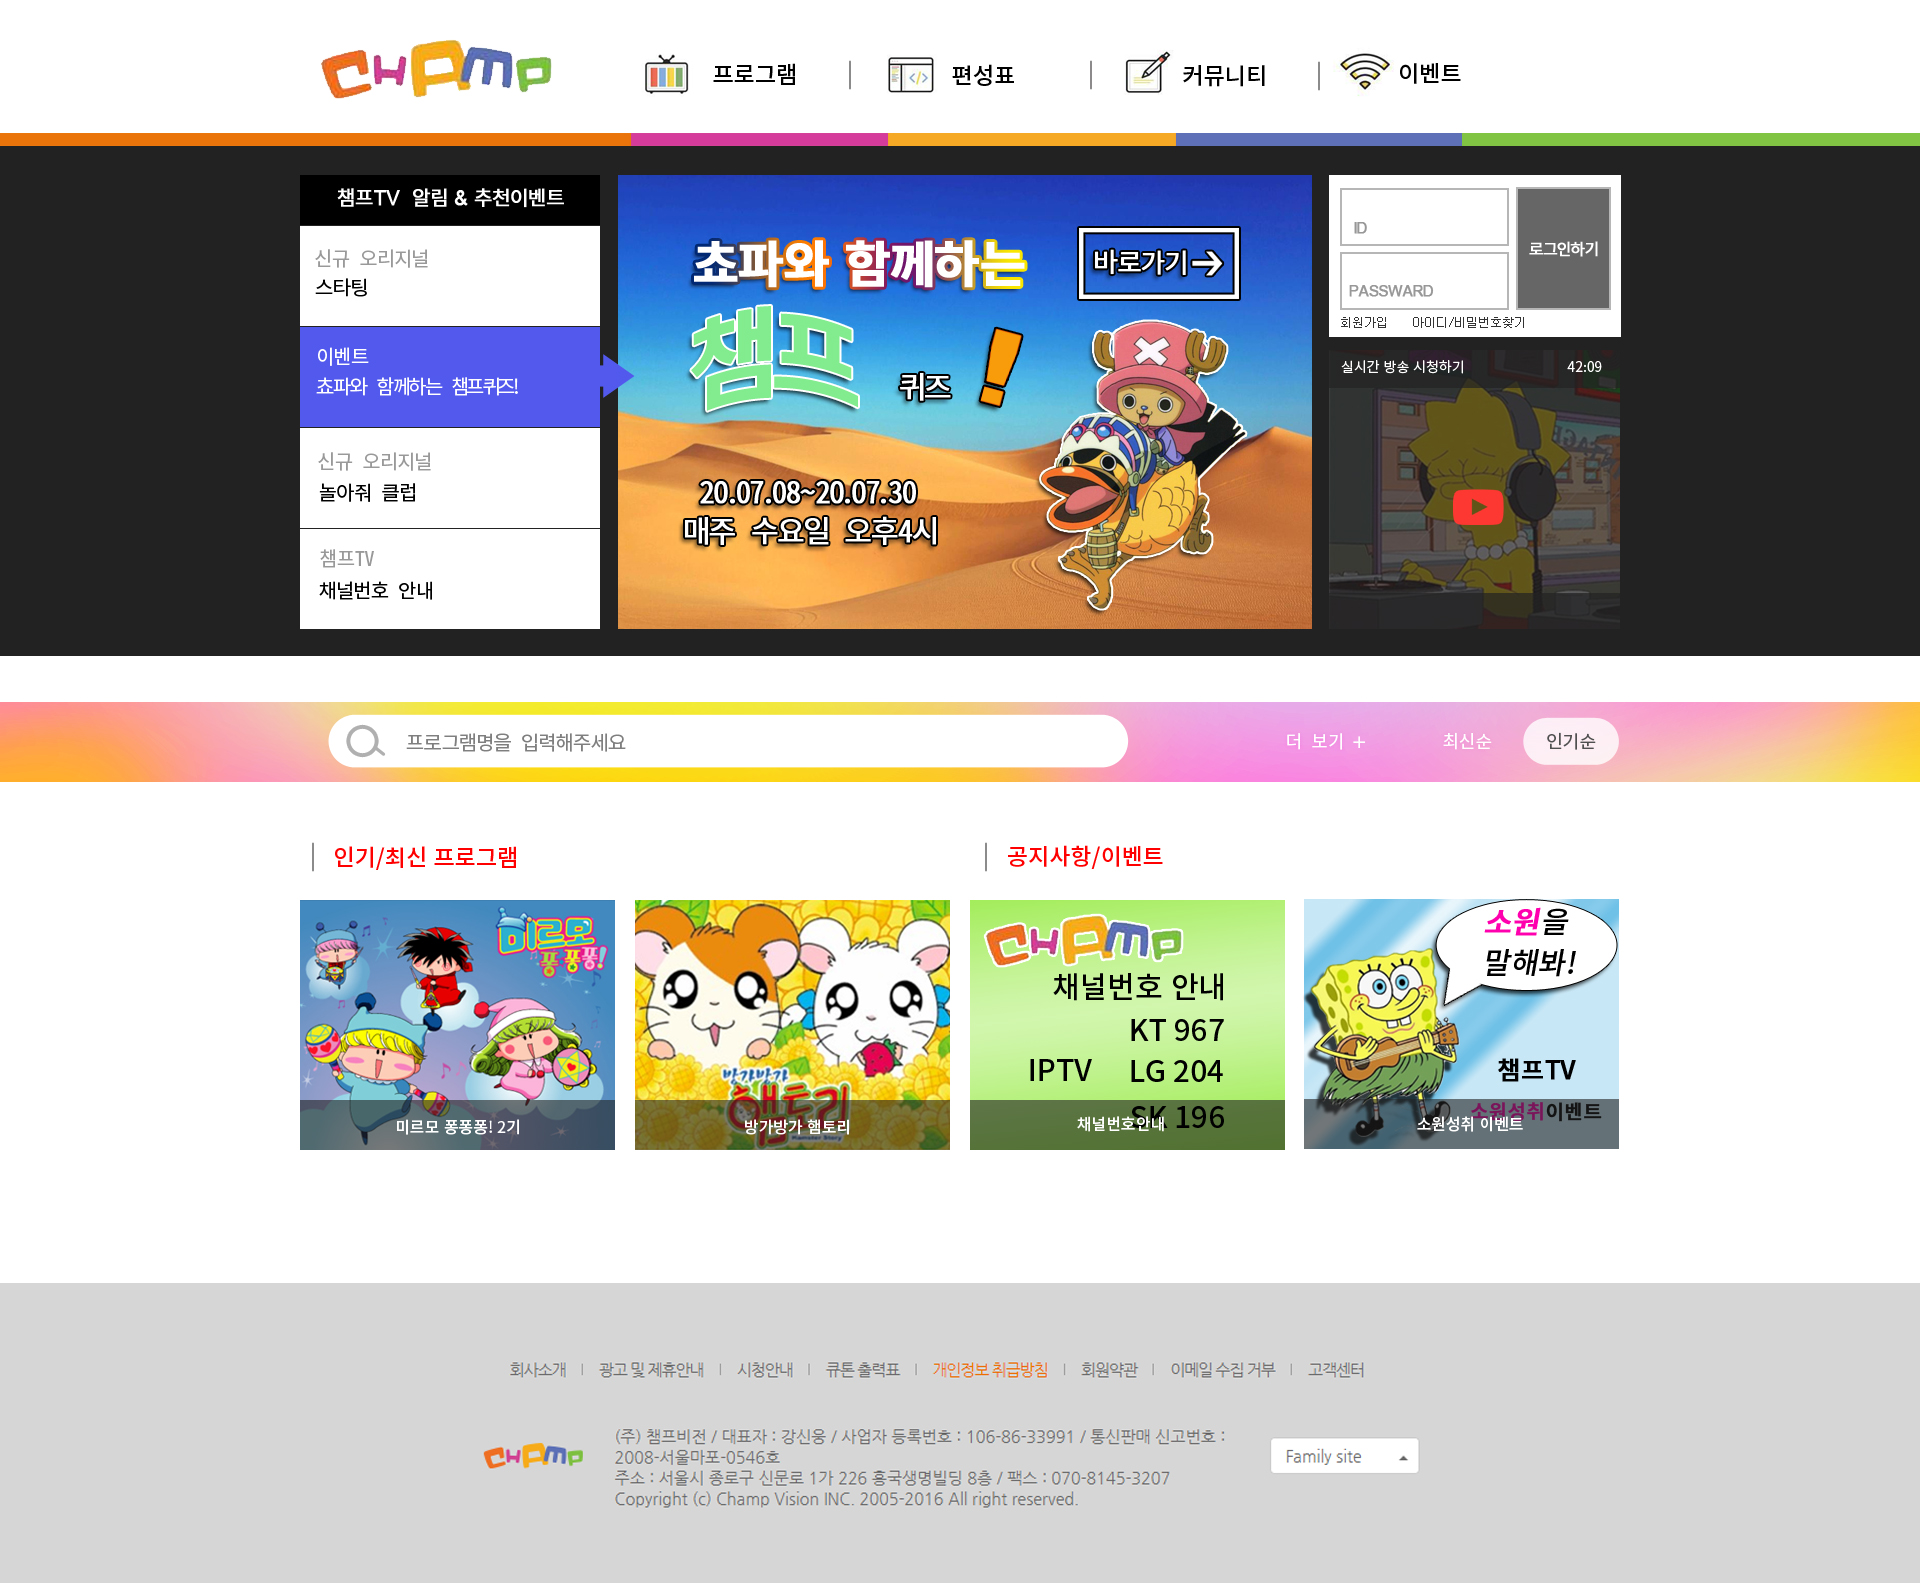 CHAMP
프로그램
편성표
커뮤니티
이벤트
챔프TV 알림 & 추천이벤트
신규 오리지널
스타팅
이벤트
쵸파와 함께하는 챔프퀴즈!
신규 오리지널
놀아줘 클럽
챔프TV
채널번호 안내
쵸파와 함께하는
바로가기→
챔프
퀴즈 !
20.07.08~20.07.30
매주 수요일 오후4시
ID
로그인하기
PASSWARD
회원가입 아이디/비밀번호찾기
실시간 방송 시청하기 42:09
프로그램명을 입력해주세요
더 보기 +
최신순
인기순
인기/최신 프로그램
공지사항/이벤트
미르모
퐁퐁퐁!
미르모 퐁퐁퐁! 2기
방가방가
햄토리
Hamster Story
방가방가 햄토리
CHAMP
채널번호 안내
KT 967
IPTV LG 204
SK 196
채널번호안내
소원을
말해봐!
챔프TV
소원성취이벤트
소원성취 이벤트
회사소개 | 광고 및 제휴안내 | 시청안내 | 큐톤 출력표 | 개인정보 취급방침 | 회원약관 | 이메일 수집 거부 | 고객센터
CHAMP
(주) 챔프비전 / 대표자 : 강신웅 / 사업자 등록번호 : 106-86-33991 / 통신판매 신고번호 :
2008-서울마포-0546호
주소 : 서울시 종로구 신문로 1가 226 흥국생명빌딩 8층 / 팩스 : 070-8145-3207
Copyright (c) Champ Vision INC. 2005-2016 All right reserved.
Family site